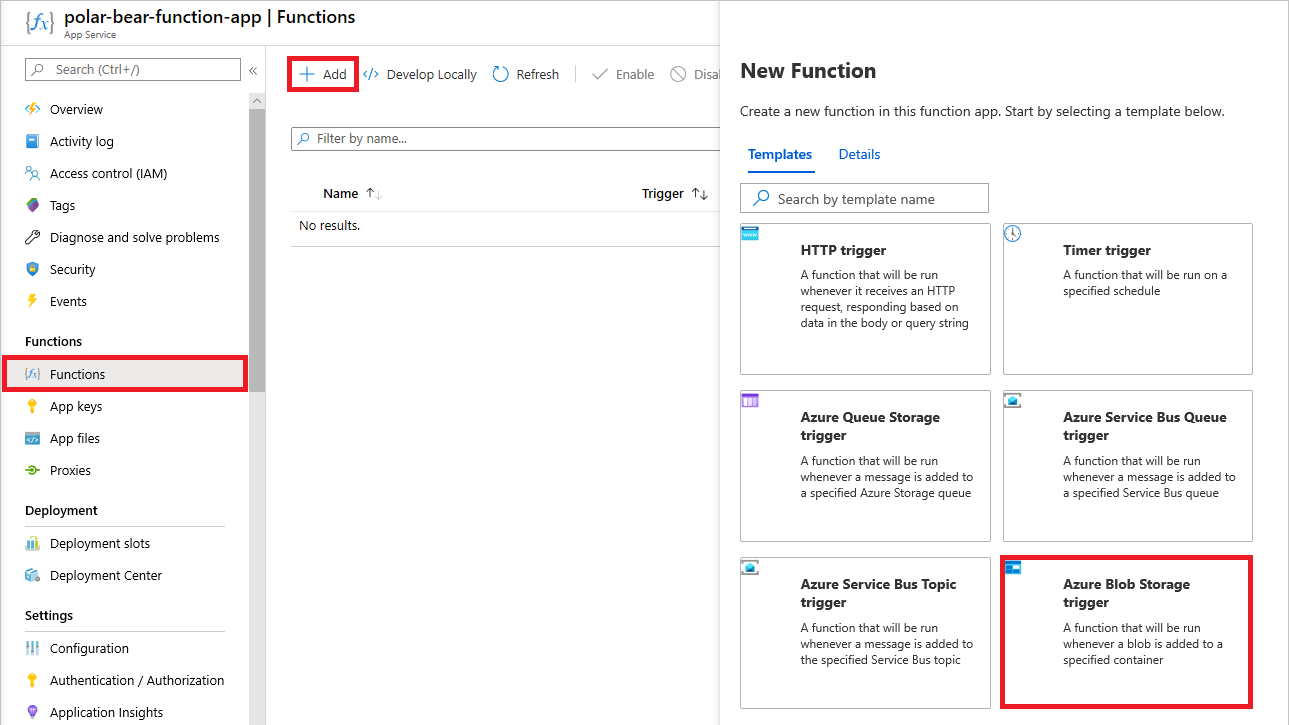 polar-bear-function-app | Functions
App Service
Search (Ctrl+/)
Overview
Activity log
Access control (IAM)
Tags
Diagnose and solve problems
Security
Events
Functions
Functions
App keys
App files
Proxies
Deployment
Deployment slots
Deployment Center
Settings
Configuration
Authentication / Authorization
Application Insights
Add
Develop Locally
Refresh
Enable
Disal
Filter by name...
Name
Trigger
No results.
New Function
Create a new function in this function app. Start by selecting a template below.
Templates
Details
Search by template name
HTTP trigger
A function that will be run
whenever it receives an HTTP
request, responding based on
data in the body or query string
Timer trigger
A function that will be run on a
specified schedule
Azure Queue Storage
trigger
A function that will be run
whenever a message is added to
a specified Azure Storage queue
Azure Service Bus Queue
trigger
A function that will be run
whenever a message is added to
a specified Service Bus queue
Azure Service Bus Topic
trigger
A function that will be run
whenever a message is added to
the specified Service Bus topic
Azure Blob Storage
trigger
A function that will be run
whenever a blob is added to a
specified container